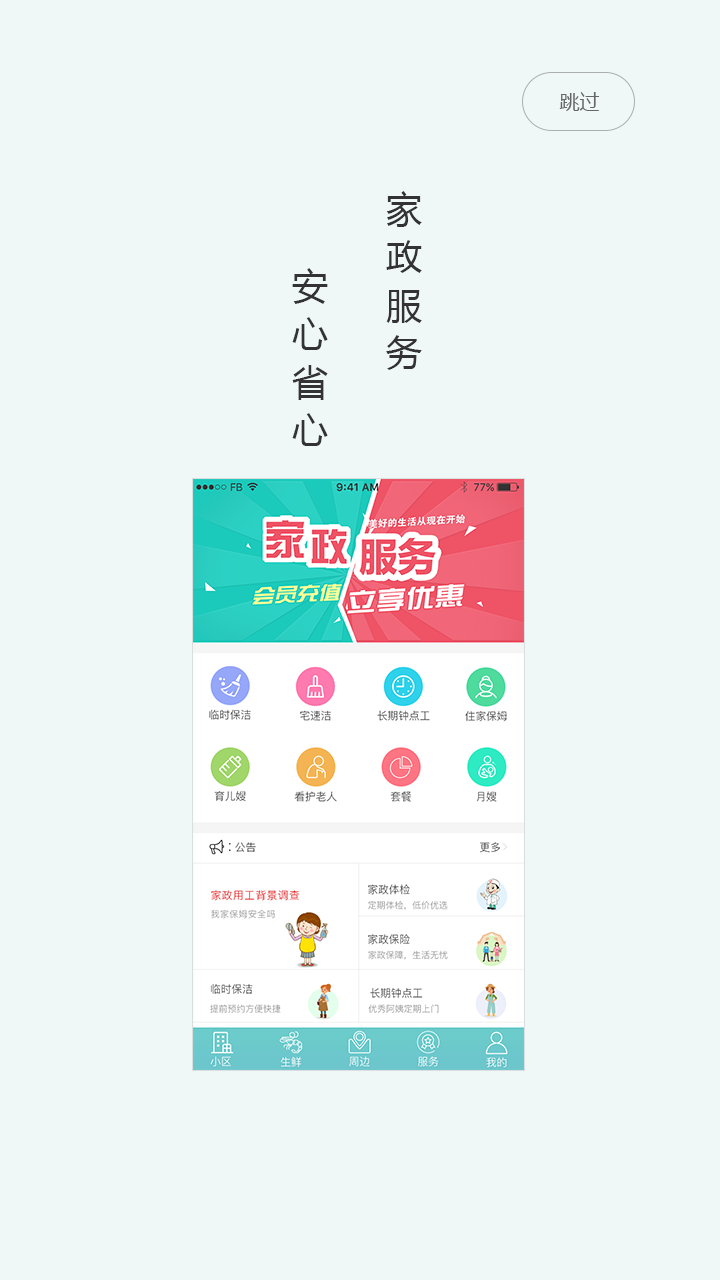 跳过
家政服务
安心省心
FB 9:41 AM 77%
美好的生活从现在开始
家政服务
会员充值 立享优惠
临时保洁 宅速洁 长期钟点工 住家保姆
育儿嫂 看护老人 套餐 月嫂
：公告 更多
家政用工背景调查
我家保姆安全吗
家政体检
定期体检，低价优选
家政保险
家政保障，生活无忧
临时保洁
提前预约方便快捷
长期钟点工
优秀阿姨定期上门
小区 生鲜 周边 服务 我的